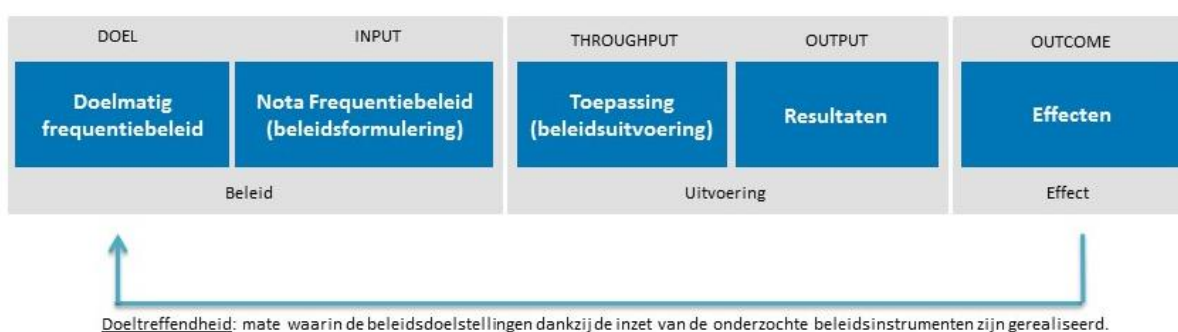 DOEL
INPUT
THROUGHPUT
OUTPUT
OUTCOME
Doelmatig
frequentiebeleid
Nota Frequentiebeleid
(beleidsformulering)
Toepassing
(beleidsuitvoering)
Resultaten
Effecten
Beleid
Uitvoering
Effect
Doeltreffendheid: mate waarin de beleidsdoelstellingen dankzij de inzet van de onderzochte beleidsinstrumenten zijn gerealiseerd.